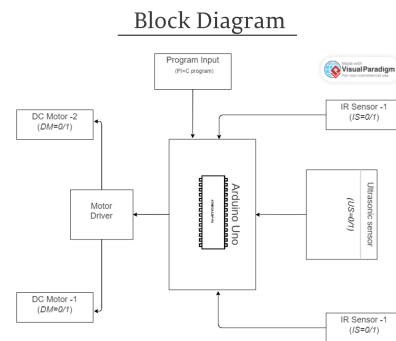 Block Diagram
Program Input
(PI=C program)
Made with
Visual Paradigm
For non-commercial use
DC Motor -2
(DM=0/1)
IR Sensor -1
(IS=0/1)
Arduino Uno
Ultrasonic sensor
(US=0/1)
Motor
Driver
DC Motor -1
(DM=0/1)
IR Sensor -1
(IS=0/1)